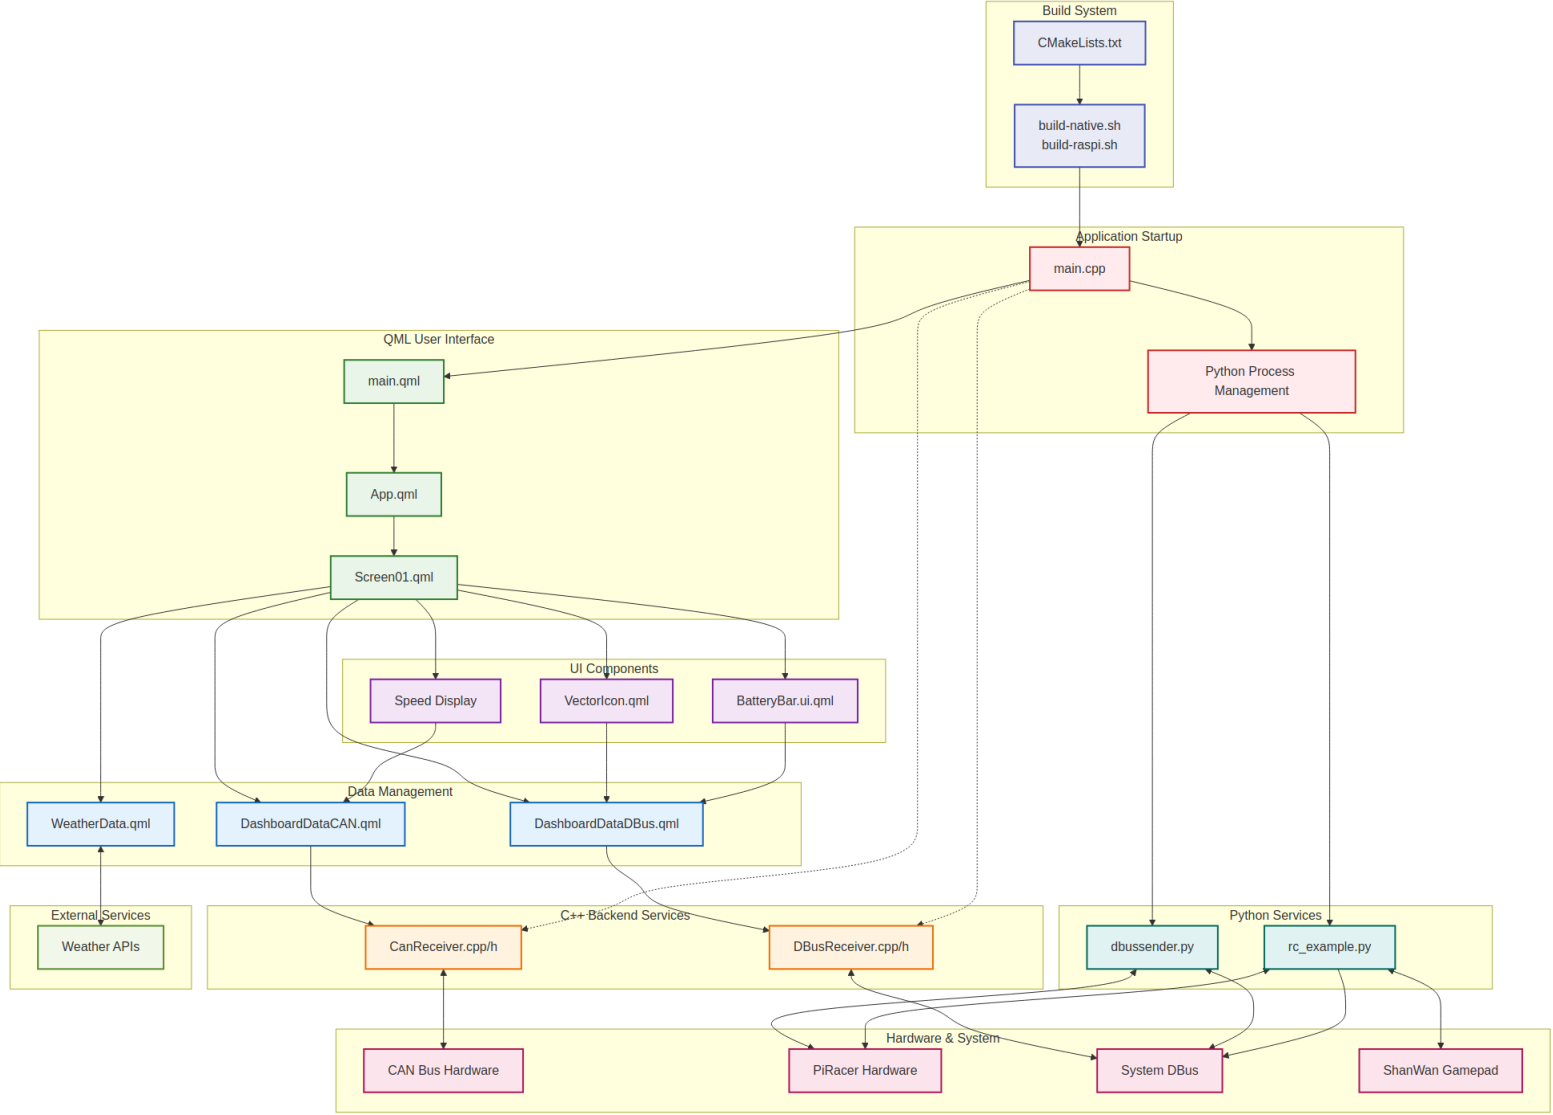 Build System
CMakeLists.txt
build-native.sh
build-raspi.sh
Application Startup
main.cpp
Python Process
Management
QML User Interface
main.qml
App.qml
Screen01.qml
UI Components
Speed Display
VectorIcon.qml
BatteryBar.ui.qml
Data Management
WeatherData.qml
DashboardDataCAN.qml
DashboardDataDBus.qml
External Services
Weather APIs
C++ Backend Services
CanReceiver.cpp/h
DBusReceiver.cpp/h
Python Services
dbussender.py
rc_example.py
Hardware & System
CAN Bus Hardware
PiRacer Hardware
System DBus
ShanWan Gamepad